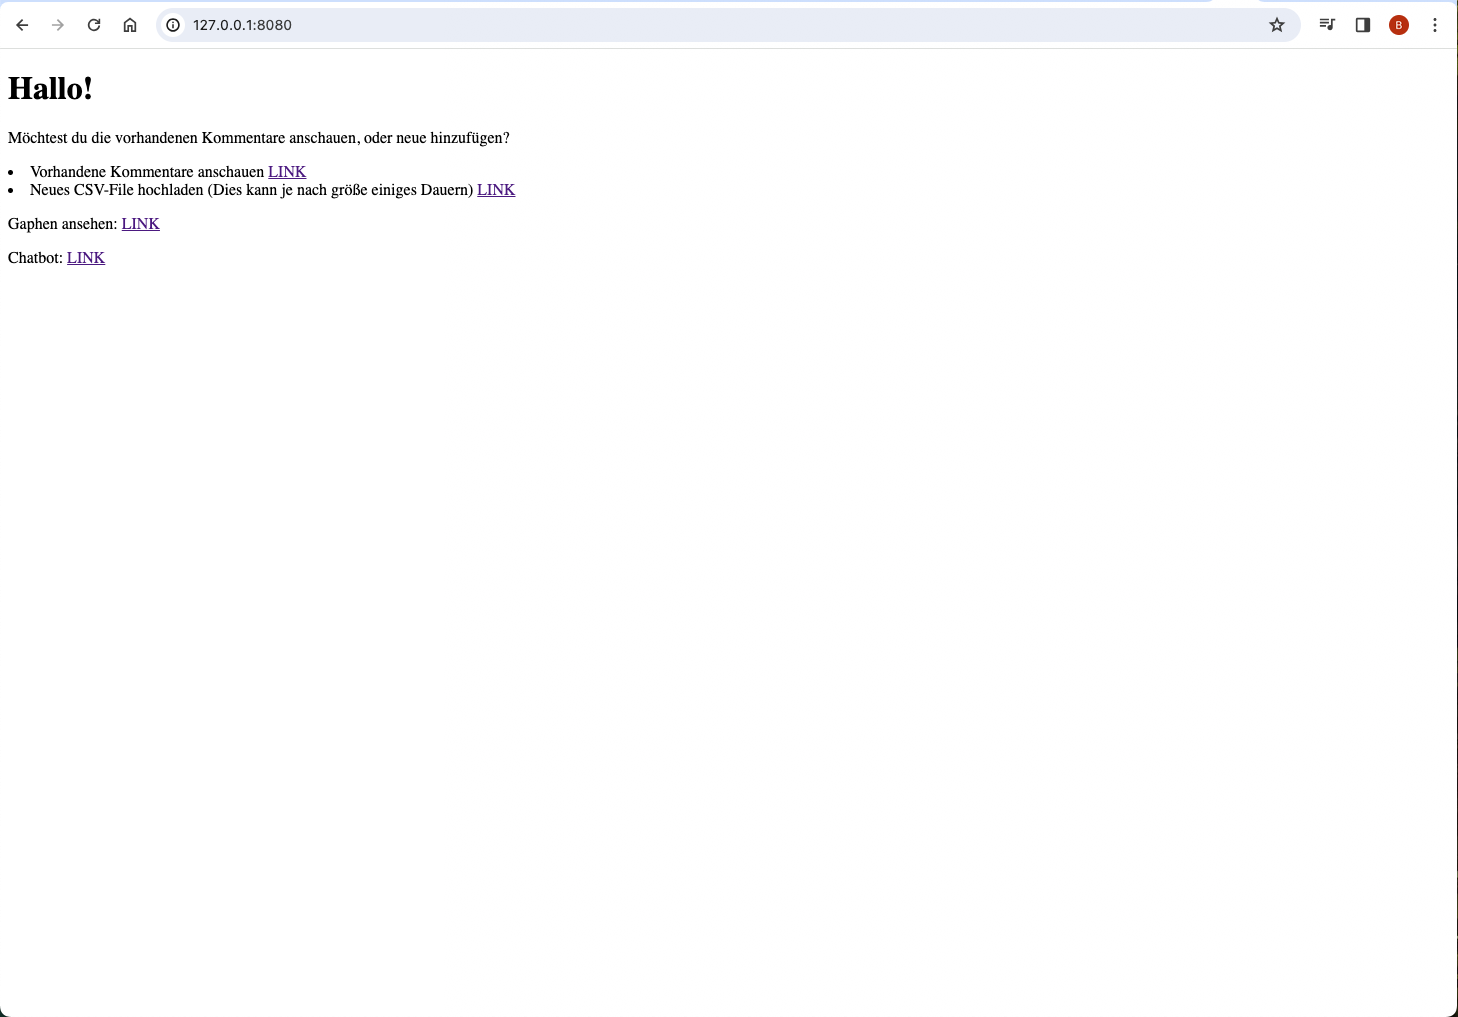 127.0.0.1:8080
B
Hallo!
Möchtest du die vorhandenen Kommentare anschauen, oder neue hinzufügen?
Vorhandene Kommentare anschauen LINK
Neues CSV-File hochladen (Dies kann je nach größe einiges Dauern) LINK
Gaphen ansehen: LINK
Chatbot: LINK